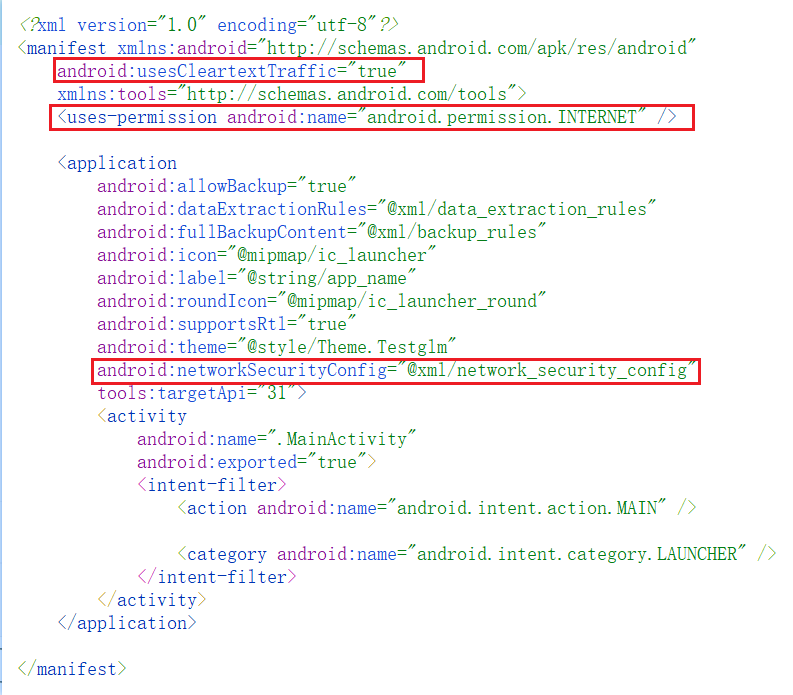 <?xml version="1.0" encoding="utf-8"?>
<manifest xmlns:android="http://schemas.android.com/apk/res/android"
    android:usesCleartextTraffic="true"
    xmlns:tools="http://schemas.android.com/tools">
    <uses-permission android:name="android.permission.INTERNET" />

    <application
        android:allowBackup="true"
        android:dataExtractionRules="@xml/data_extraction_rules"
        android:fullBackupContent="@xml/backup_rules"
        android:icon="@mipmap/ic_launcher"
        android:label="@string/app_name"
        android:roundIcon="@mipmap/ic_launcher_round"
        android:supportsRtl="true"
        android:theme="@style/Theme.Testglm"
        android:networkSecurityConfig="@xml/network_security_config"
        tools:targetApi="31">
        <activity
            android:name=".MainActivity"
            android:exported="true">
            <intent-filter>
                <action android:name="android.intent.action.MAIN" />

                <category android:name="android.intent.category.LAUNCHER" />
            </intent-filter>
        </activity>
    </application>

</manifest>